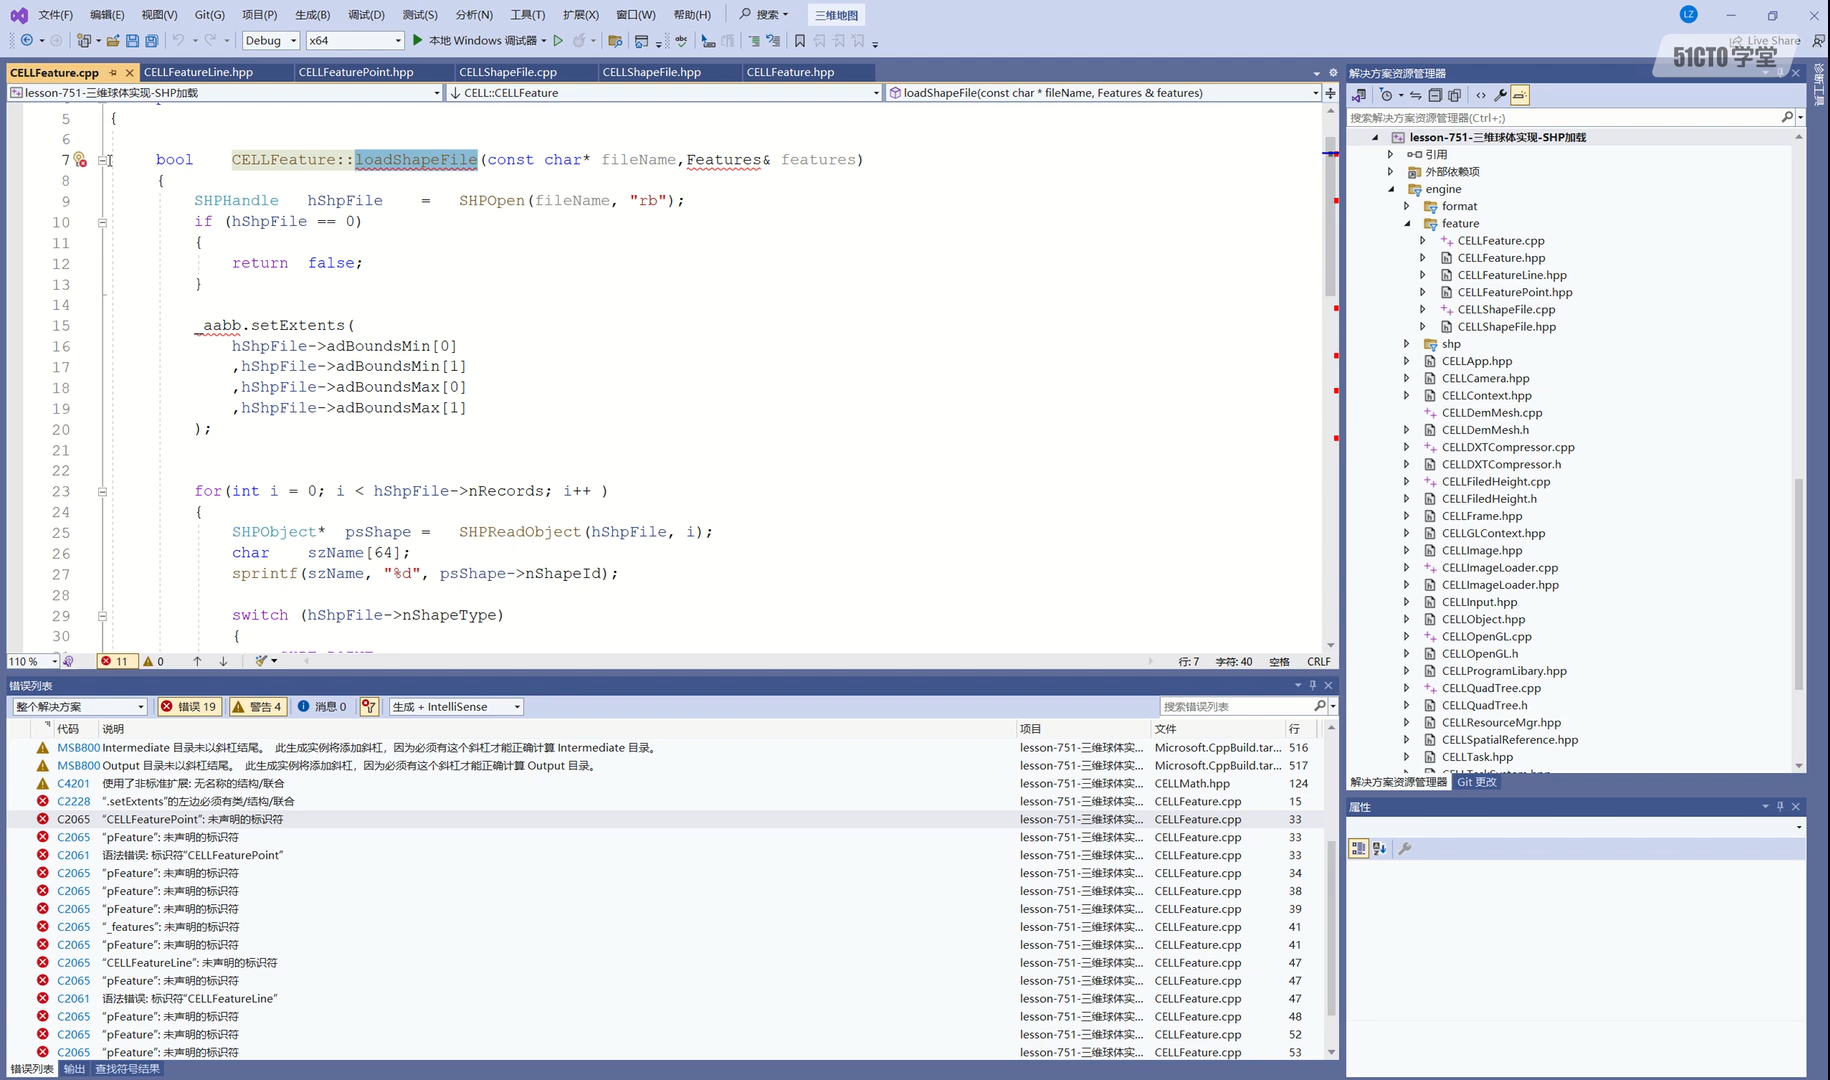 文件(F) 编辑(E) 视图(V) Git(G) 项目(P) 生成(B) 调试(D) 测试(S) 分析(N) 工具(T) 扩展(X) 窗口(W) 帮助(H) 搜索 三维地图 LZ
Debug x64 本地 Windows 调试器 Live Share
51CTO学堂
CELLFeature.cpp CELLFeatureLine.hpp CELLFeaturePoint.hpp CELLShapeFile.cpp CELLShapeFile.hpp CELLFeature.hpp
lesson-751-三维球体实现-SHP加载 CELL::CELLFeature loadShapeFile(const char * fileName, Features & features)
5 {
6
7 bool CELLFeature::loadShapeFile(const char* fileName,Features& features)
8 {
9 SHPHandle hShpFile = SHPOpen(fileName, "rb");
10 if (hShpFile == 0)
11 {
12 return false;
13 }
14
15 _aabb.setExtents(
16 hShpFile->adBoundsMin[0]
17 ,hShpFile->adBoundsMin[1]
18 ,hShpFile->adBoundsMax[0]
19 ,hShpFile->adBoundsMax[1]
20 );
21
22
23 for(int i = 0; i < hShpFile->nRecords; i++ )
24 {
25 SHPObject* psShape = SHPReadObject(hShpFile, i);
26 char szName[64];
27 sprintf(szName, "%d", psShape->nShapeId);
28
29 switch (hShpFile->nShapeType)
30 {
110 % 11 0 行: 7 字符: 40 空格 CRLF
错误列表
整个解决方案 错误 19 警告 4 消息 0 生成 + IntelliSense 搜索错误列表
代码 说明 项目 文件 行
MSB800 Intermediate 目录未以斜杠结尾。 此生成实例将添加斜杠，因为必须有这个斜杠才能正确计算 Intermediate 目录。 lesson-751-三维球体实... Microsoft.CppBuild.tar... 516
MSB800 Output 目录未以斜杠结尾。 此生成实例将添加斜杠，因为必须有这个斜杠才能正确计算 Output 目录。 lesson-751-三维球体实... Microsoft.CppBuild.tar... 517
C4201 使用了非标准扩展: 无名称的结构/联合 lesson-751-三维球体实... CELLMath.hpp 124
C2228 “.setExtents”的左边必须有类/结构/联合 lesson-751-三维球体实... CELLFeature.cpp 15
C2065 “CELLFeaturePoint”: 未声明的标识符 lesson-751-三维球体实... CELLFeature.cpp 33
C2065 “pFeature”: 未声明的标识符 lesson-751-三维球体实... CELLFeature.cpp 33
C2061 语法错误: 标识符“CELLFeaturePoint” lesson-751-三维球体实... CELLFeature.cpp 33
C2065 “pFeature”: 未声明的标识符 lesson-751-三维球体实... CELLFeature.cpp 34
C2065 “pFeature”: 未声明的标识符 lesson-751-三维球体实... CELLFeature.cpp 38
C2065 “pFeature”: 未声明的标识符 lesson-751-三维球体实... CELLFeature.cpp 39
C2065 “_features”: 未声明的标识符 lesson-751-三维球体实... CELLFeature.cpp 41
C2065 “pFeature”: 未声明的标识符 lesson-751-三维球体实... CELLFeature.cpp 41
C2065 “CELLFeatureLine”: 未声明的标识符 lesson-751-三维球体实... CELLFeature.cpp 47
C2065 “pFeature”: 未声明的标识符 lesson-751-三维球体实... CELLFeature.cpp 47
C2061 语法错误: 标识符“CELLFeatureLine” lesson-751-三维球体实... CELLFeature.cpp 47
C2065 “pFeature”: 未声明的标识符 lesson-751-三维球体实... CELLFeature.cpp 48
C2065 “pFeature”: 未声明的标识符 lesson-751-三维球体实... CELLFeature.cpp 52
C2065 “pFeature”: 未声明的标识符 lesson-751-三维球体实... CELLFeature.cpp 53
错误列表 输出 查找符号结果
解决方案资源管理器
搜索解决方案资源管理器(Ctrl+;)
lesson-751-三维球体实现-SHP加载
引用
外部依赖项
engine
format
feature
CELLFeature.cpp
CELLFeature.hpp
CELLFeatureLine.hpp
CELLFeaturePoint.hpp
CELLShapeFile.cpp
CELLShapeFile.hpp
shp
CELLApp.hpp
CELLCamera.hpp
CELLContext.hpp
CELLDemMesh.cpp
CELLDemMesh.h
CELLDXTCompressor.cpp
CELLDXTCompressor.h
CELLFiledHeight.cpp
CELLFiledHeight.h
CELLFrame.hpp
CELLGLContext.hpp
CELLImage.hpp
CELLImageLoader.cpp
CELLImageLoader.hpp
CELLInput.hpp
CELLObject.hpp
CELLOpenGL.cpp
CELLOpenGL.h
CELLProgramLibary.hpp
CELLQuadTree.cpp
CELLQuadTree.h
CELLResourceMgr.hpp
CELLSpatialReference.hpp
CELLTask.hpp
解决方案资源管理器 Git 更改
属性
诊断工具